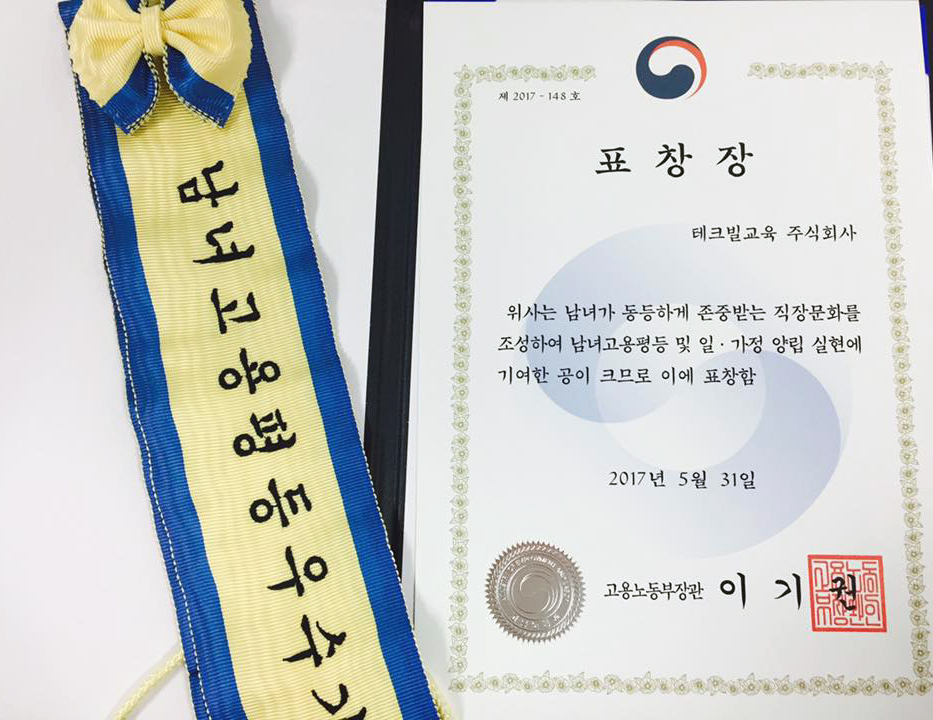 남녀고용평등우수기
제 2017 - 148 호
표 창 장
테크빌교육 주식회사
위사는 남녀가 동등하게 존중받는 직장문화를
조성하여 남녀고용평등 및 일 · 가정 양립 실현에
기여한 공이 크므로 이에 표창함
2017년 5월 31일
고용노동부장관 이 기 권